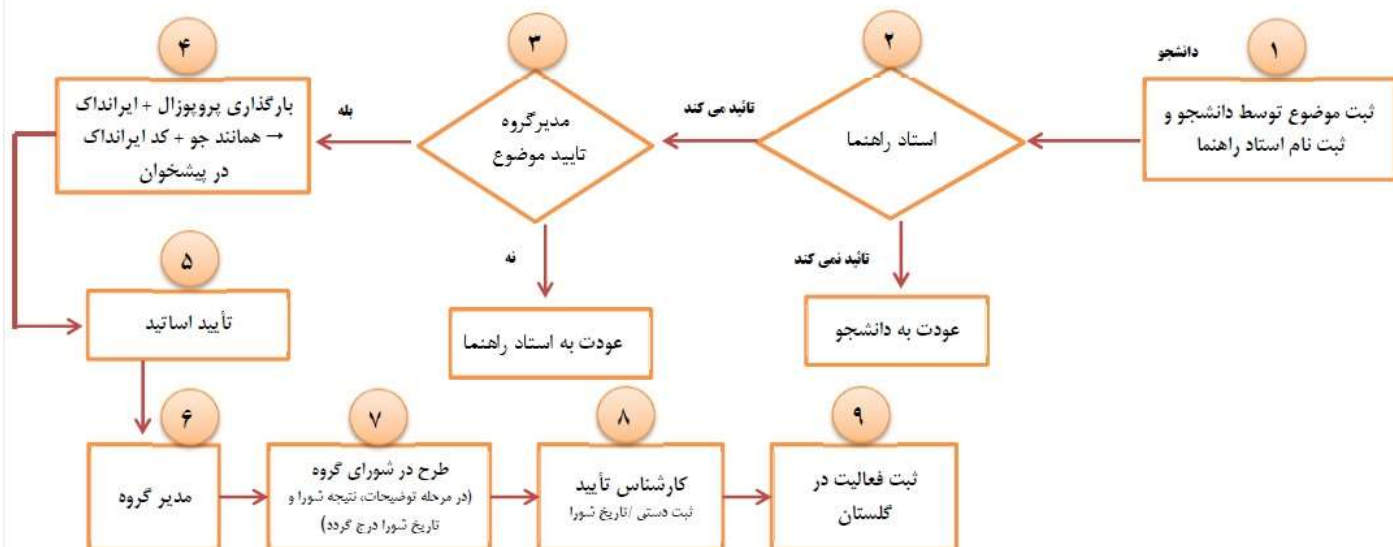 ۱
دانشجو
ثبت موضوع توسط دانشجو و
ثبت نام استاد راهنما
۲
استاد راهنما
تائید می کند
تائید نمی کند
عودت به دانشجو
۳
مدیرگروه
تایید موضوع
بله
نه
عودت به استاد راهنما
۴
بارگذاری پروپوزال + ایرانداک
→ همانند جو + کد ایرانداک
در پیشخوان
۵
تأیید اساتید
۶
مدیر گروه
۷
طرح در شورای گروه
(در مرحله توضیحات، نتیجه شورا و
تاریخ شورا درج گردد)
۸
کارشناس تأیید
ثبت دستی /تاریخ شورا
۹
ثبت فعالیت در
گلستان